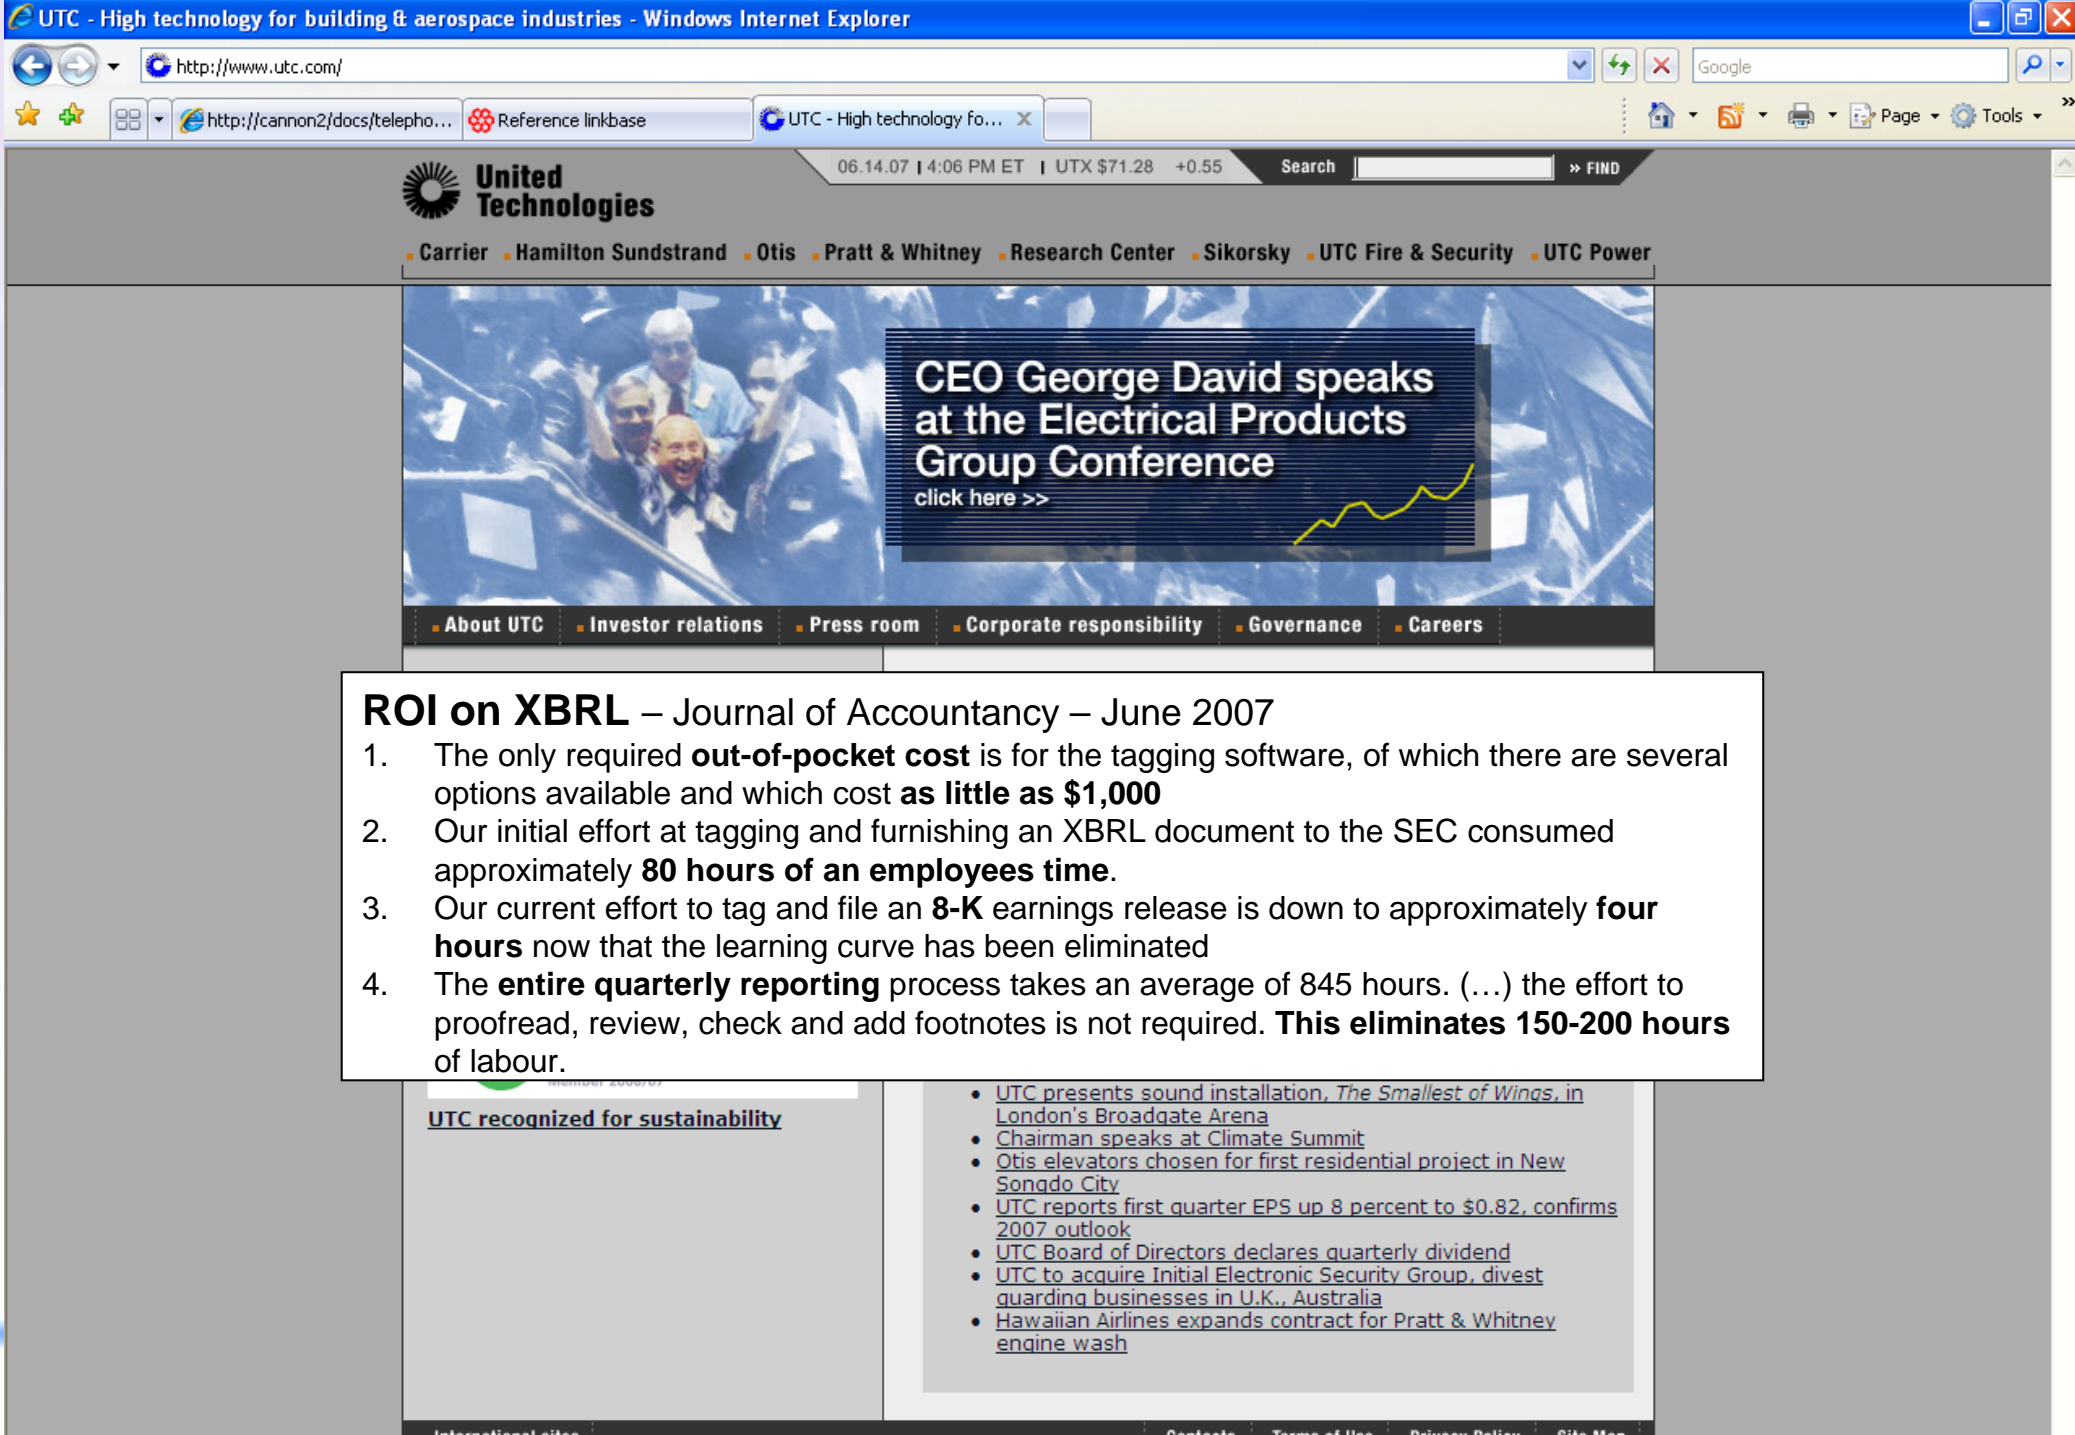 UTC - High technology for building & aerospace industries - Windows Internet Explorer
http://www.utc.com/
Google
http://cannon2/docs/telepho...
Reference linkbase
UTC - High technology fo...
Page
Tools
United
Technologies
06.14.07 | 4:06 PM ET | UTX $71.28 +0.55
Search
» FIND
Carrier Hamilton Sundstrand Otis Pratt & Whitney Research Center Sikorsky UTC Fire & Security UTC Power
CEO George David speaks
at the Electrical Products
Group Conference
click here >>
About UTC Investor relations Press room Corporate responsibility Governance Careers
ROI on XBRL – Journal of Accountancy – June 2007
1. The only required out-of-pocket cost is for the tagging software, of which there are several
options available and which cost as little as $1,000
2. Our initial effort at tagging and furnishing an XBRL document to the SEC consumed
approximately 80 hours of an employees time.
3. Our current effort to tag and file an 8-K earnings release is down to approximately four
hours now that the learning curve has been eliminated
4. The entire quarterly reporting process takes an average of 845 hours. (…) the effort to
proofread, review, check and add footnotes is not required. This eliminates 150-200 hours
of labour.
Member 2006/07
UTC recognized for sustainability
• UTC presents sound installation, The Smallest of Wings, in
London's Broadgate Arena
• Chairman speaks at Climate Summit
• Otis elevators chosen for first residential project in New
Songdo City
• UTC reports first quarter EPS up 8 percent to $0.82, confirms
2007 outlook
• UTC Board of Directors declares quarterly dividend
• UTC to acquire Initial Electronic Security Group, divest
guarding businesses in U.K., Australia
• Hawaiian Airlines expands contract for Pratt & Whitney
engine wash
International sites
Contacts Terms of Use Privacy Policy Site Map